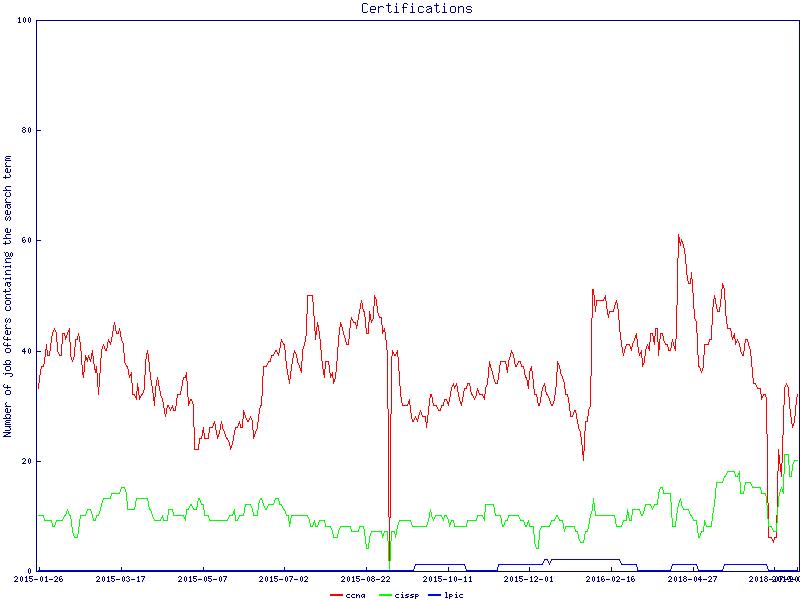 Certifications
Number of job offers containing the search term
100
80
60
40
20
0
2015-01-26 2015-03-17 2015-05-07 2015-07-02 2015-08-22 2015-10-11 2015-12-01 2016-02-16 2018-04-27
ccna cissp lpic